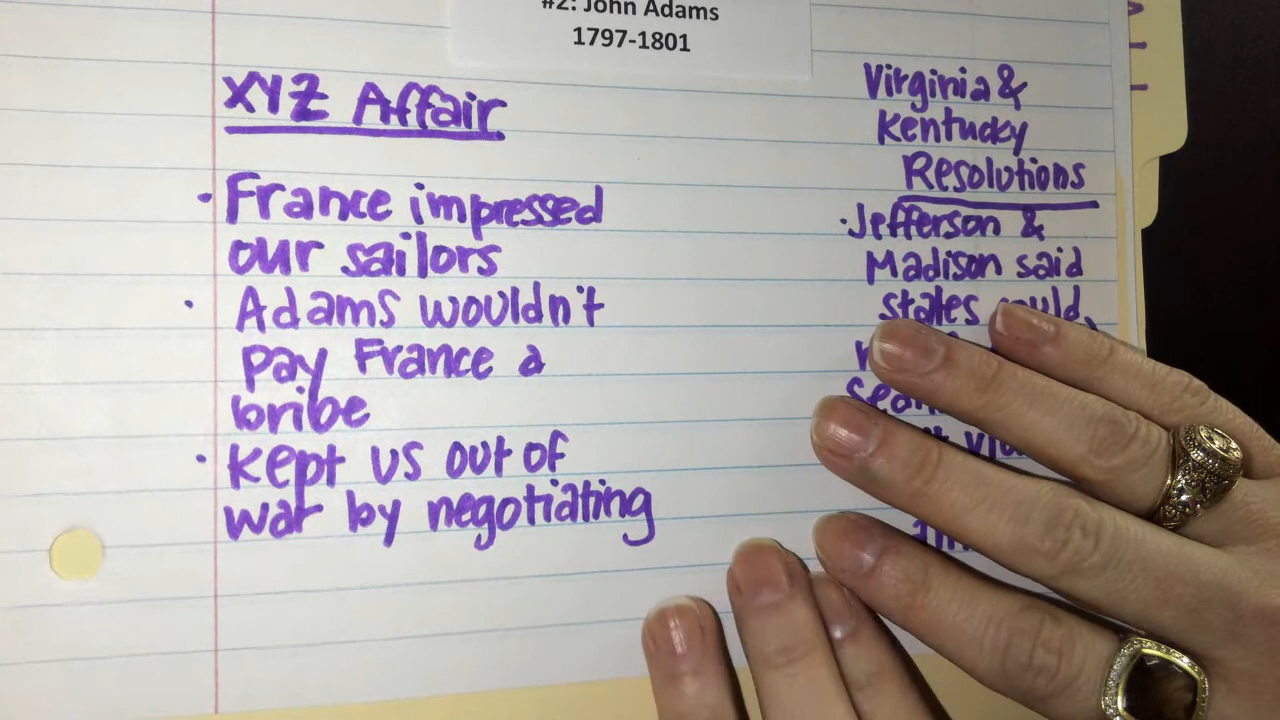 #2: John Adams
1797-1801
XYZ Affair
· France impressed
our sailors
· Adams wouldn't
pay France a
bribe
· Kept us out of
war by negotiating
Virginia &
Kentucky
Resolutions
· Jefferson &
Madison said
states